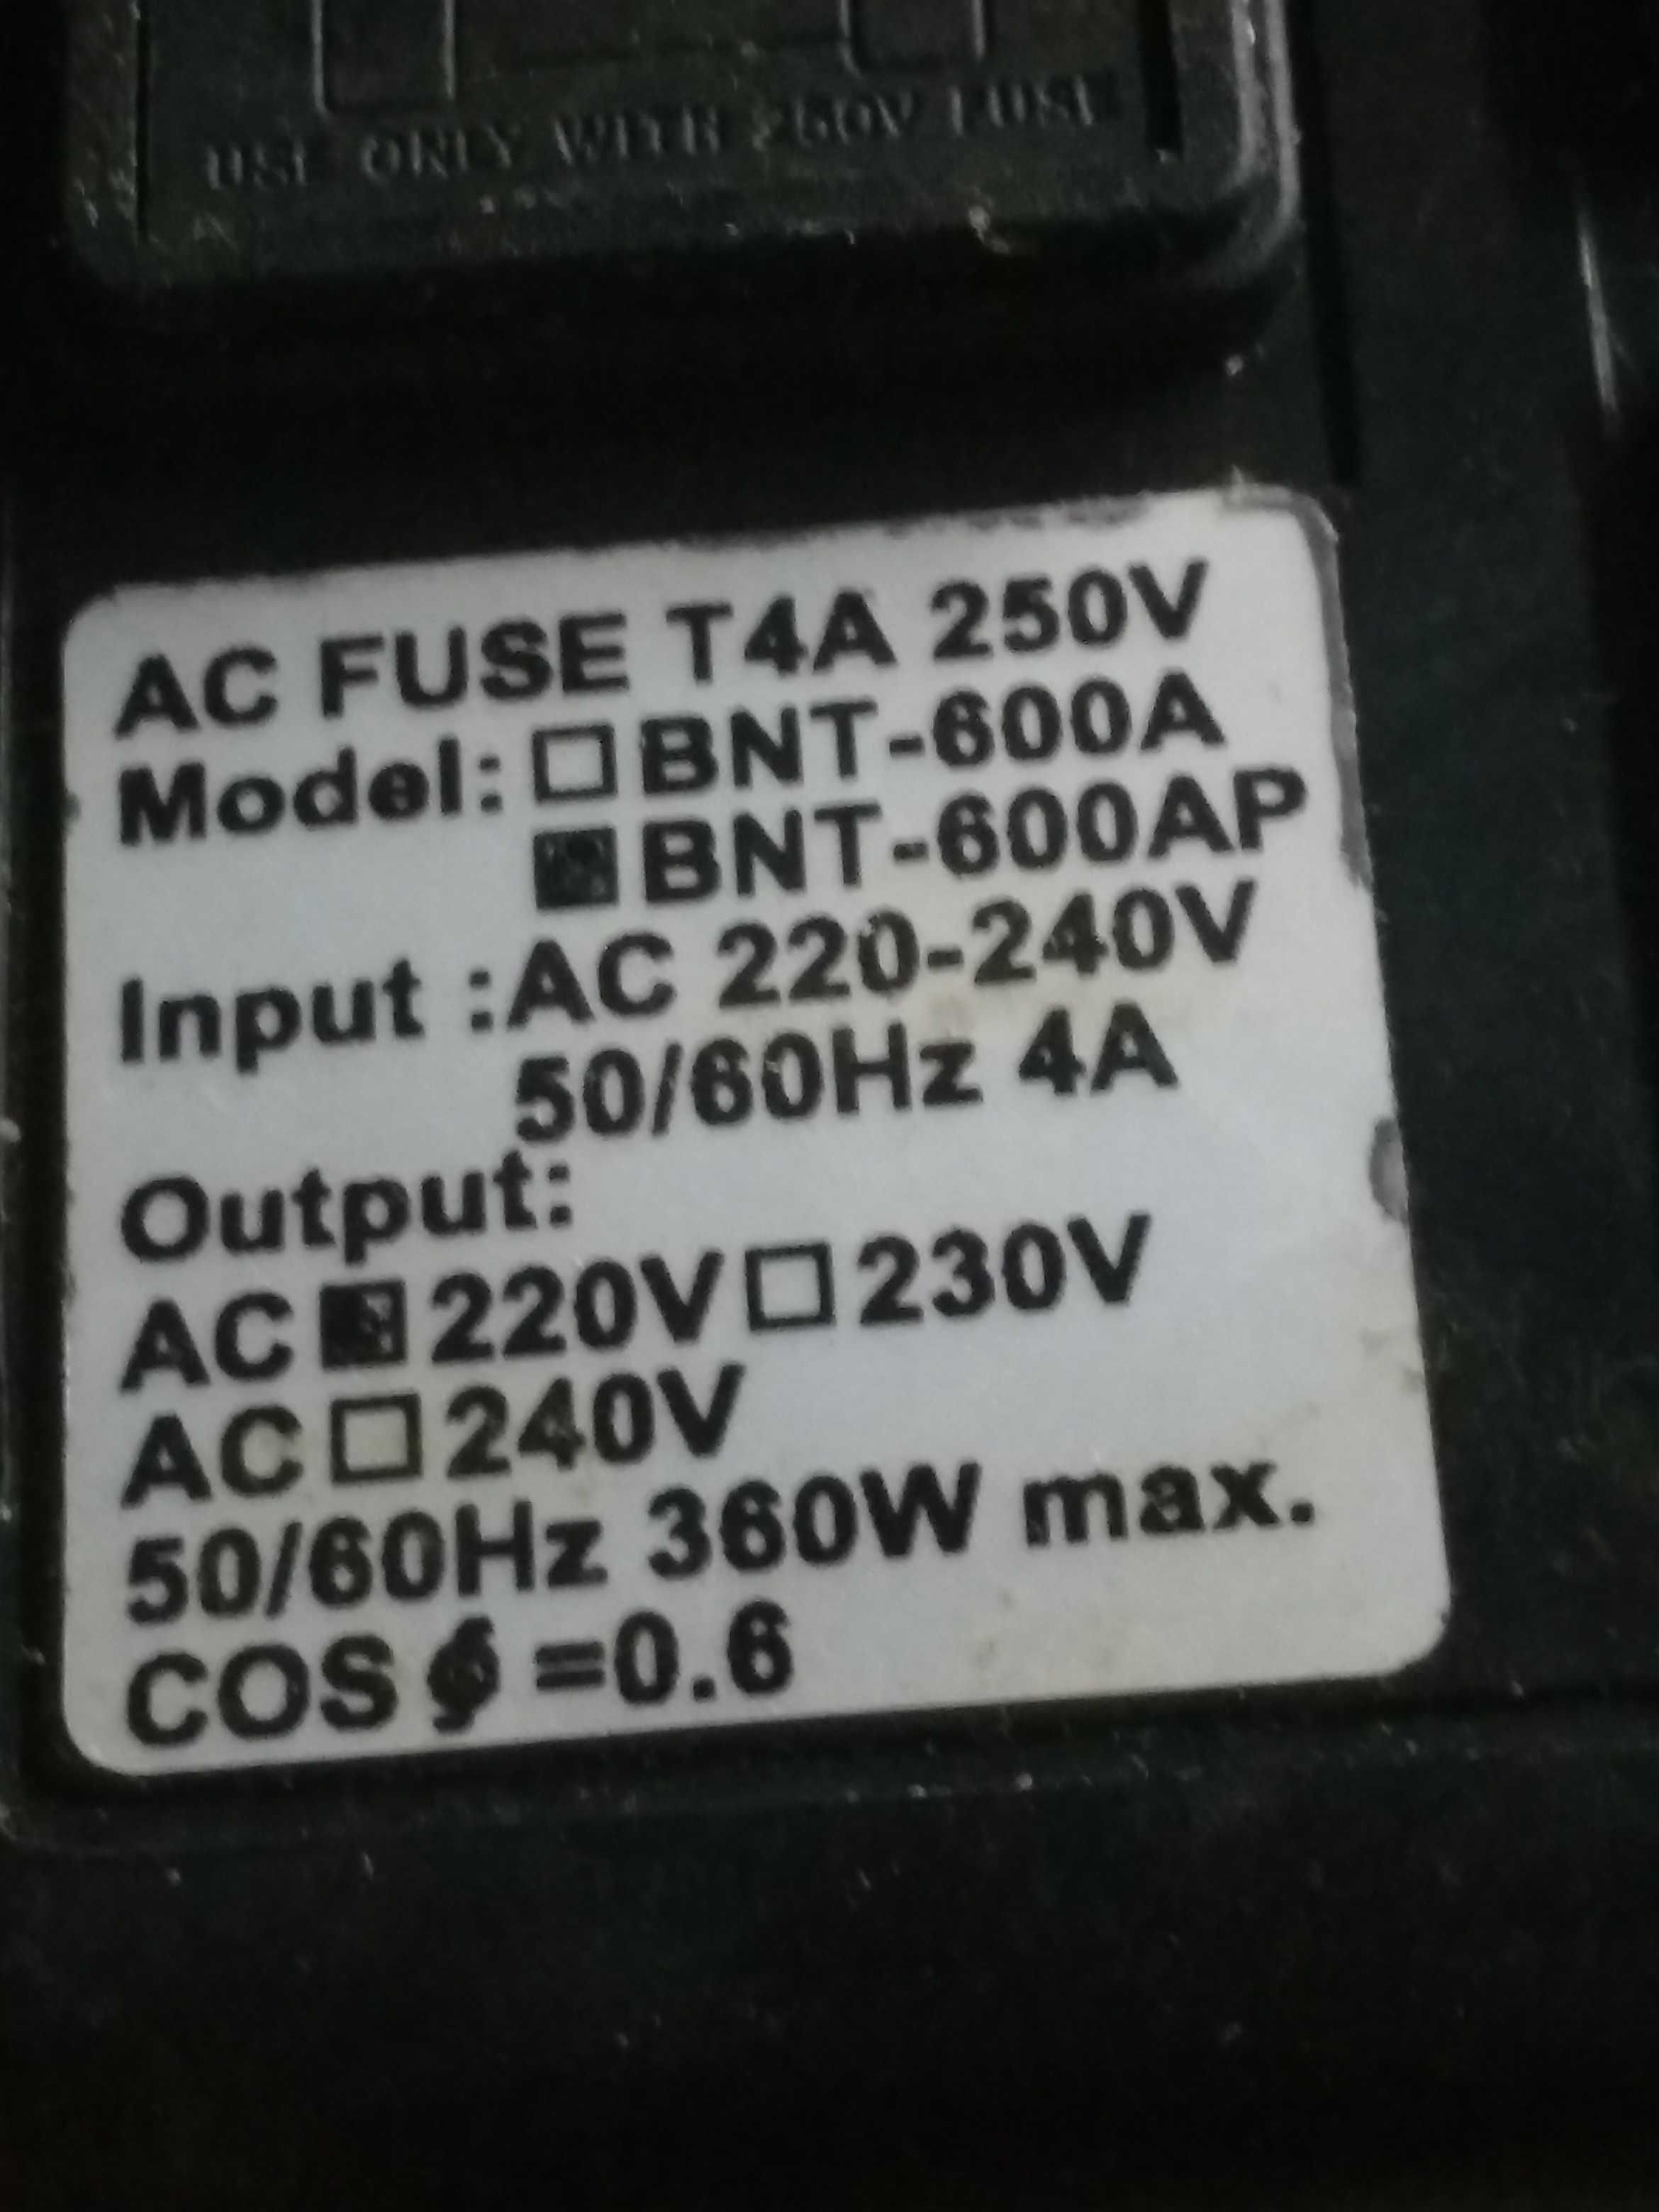 USE ONLY WITH 250V FUSE
AC FUSE T4A 250V
Model: ☐BNT-600A
■BNT-600AP
Input :AC 220-240V
50/60Hz 4A
Output:
AC■220V☐230V
AC☐240V
50/60Hz 360W max.
COS ϕ =0.6